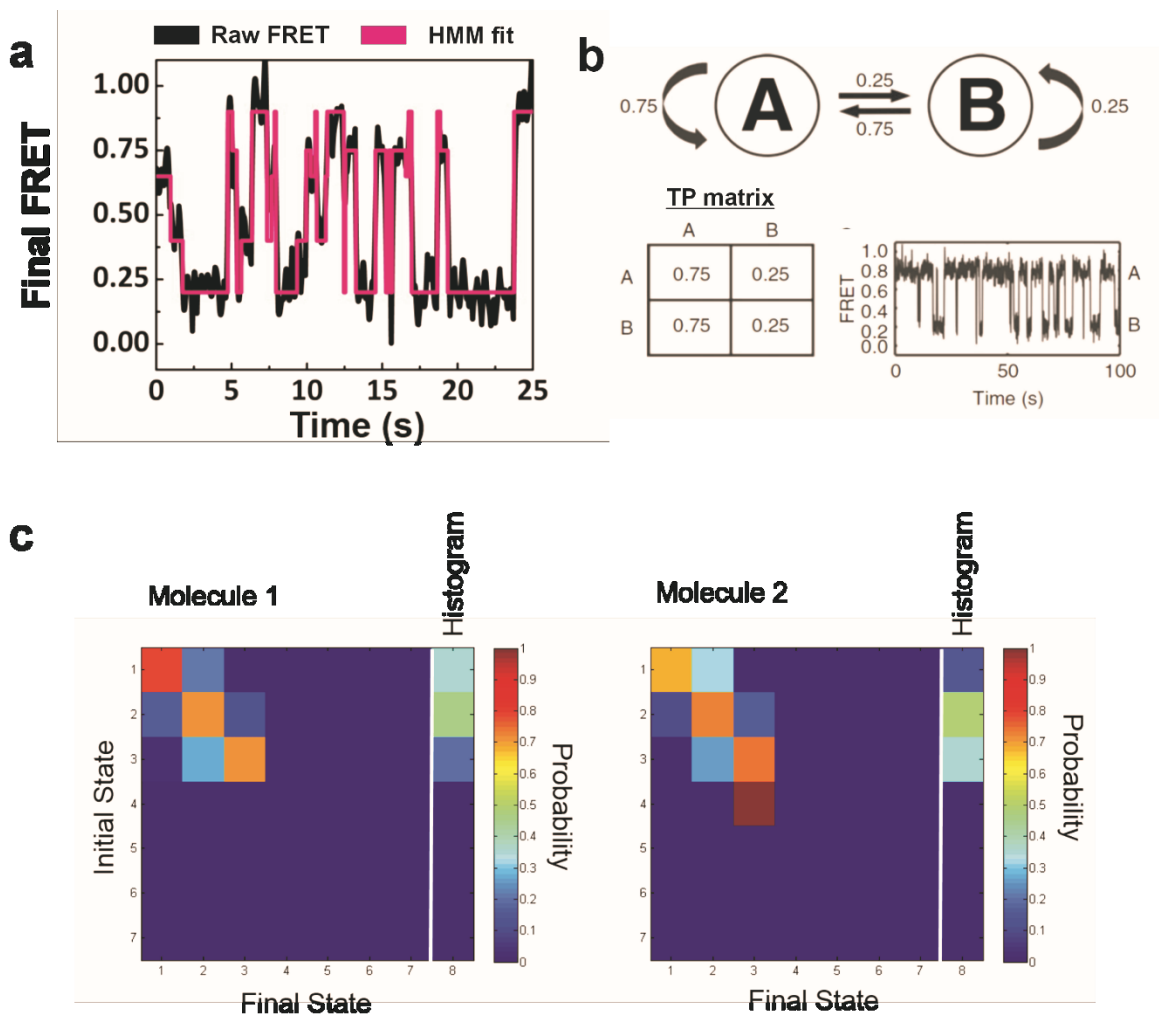 a
Raw FRET HMM fit
Final FRET
1.00
0.75
0.50
0.25
0.00
0 5 10 15 20 25
Time (s)
b
0.75 A 0.25 B 0.25
0.75
TP matrix
A B
A 0.75 0.25
B 0.75 0.25
FRET
1.0
0.8 A
0.6
0.4
0.2 B
0.0
0 50 100
Time (s)
c
Molecule 1
Histogram
Initial State
1
2
3
4
5
6
7
1 2 3 4 5 6 7 8
Final State
1
0.9
0.8
0.7
0.6
0.5
0.4
0.3
0.2
0.1
0
Probability
Molecule 2
Histogram
1
2
3
4
5
6
7
1 2 3 4 5 6 7 8
Final State
1
0.9
0.8
0.7
0.6
0.5
0.4
0.3
0.2
0.1
0
Probability